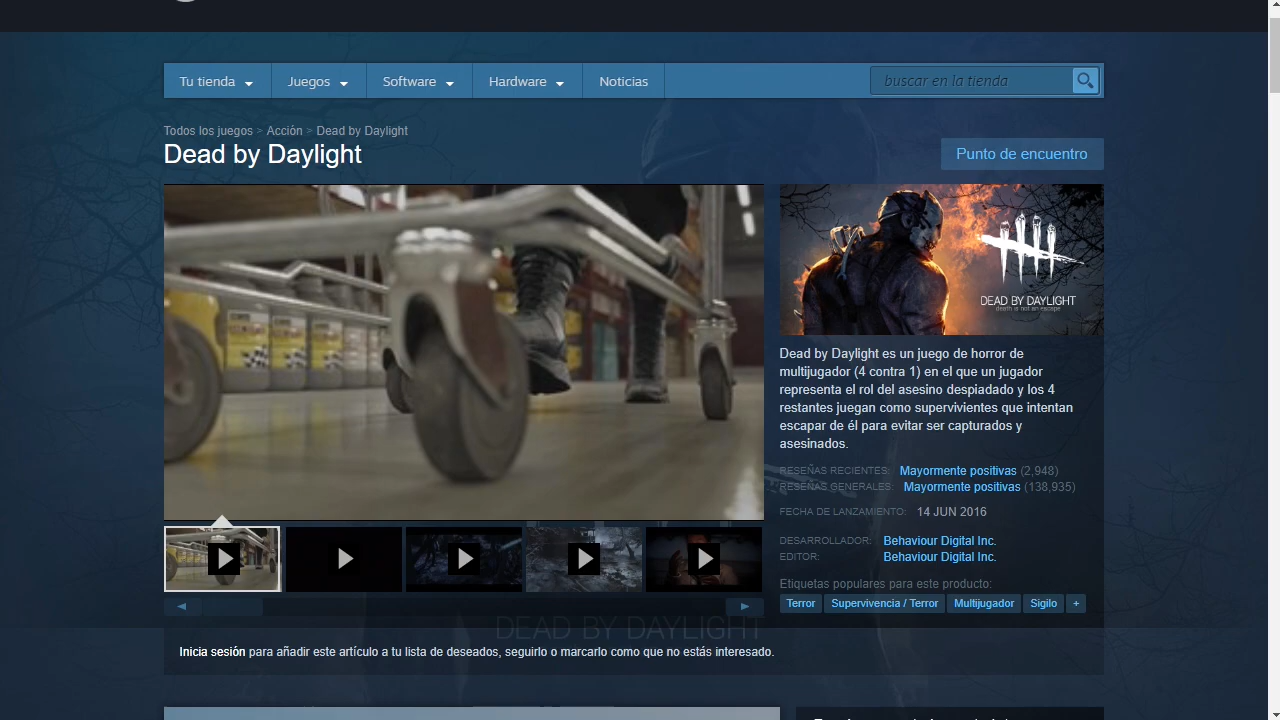 Tu tienda
Juegos
Software
Hardware
Noticias
buscar en la tienda
Todos los juegos > Acción > Dead by Daylight
Dead by Daylight
Punto de encuentro
DEAD BY DAYLIGHT
death is not an escape
Dead by Daylight es un juego de horror de
multijugador (4 contra 1) en el que un jugador
representa el rol del asesino despiadado y los 4
restantes juegan como supervivientes que intentan
escapar de él para evitar ser capturados y
asesinados.
RESEÑAS RECIENTES: Mayormente positivas (2,948)
RESEÑAS GENERALES: Mayormente positivas (138,935)
FECHA DE LANZAMIENTO: 14 JUN 2016
DESARROLLADOR: Behaviour Digital Inc.
EDITOR: Behaviour Digital Inc.
Etiquetas populares para este producto:
Terror
Supervivencia / Terror
Multijugador
Sigilo
+
DEAD BY DAYLIGHT
Inicia sesión para añadir este artículo a tu lista de deseados, seguirlo o marcarlo como que no estás interesado.